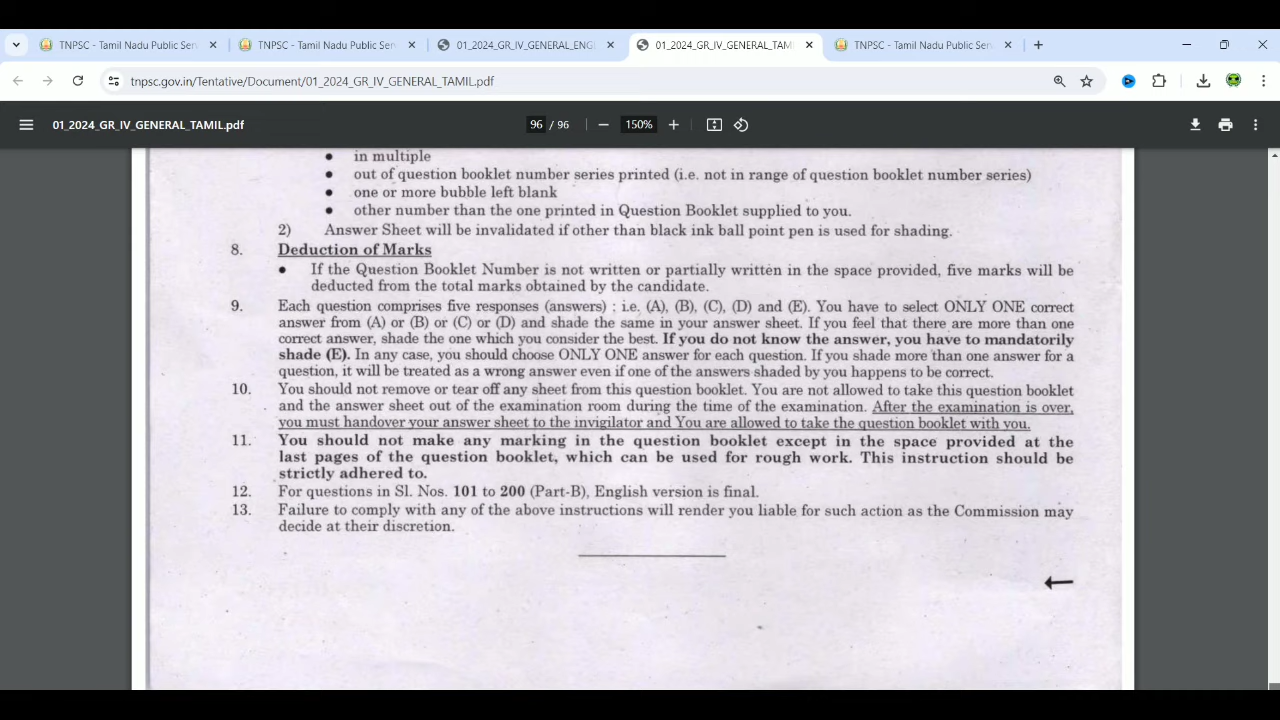 TNPSC - Tamil Nadu Public Ser
TNPSC - Tamil Nadu Public Ser
01_2024_GR_IV_GENERAL_ENG
01_2024_GR_IV_GENERAL_TAM
TNPSC - Tamil Nadu Public Ser
tnpsc.gov.in/Tentative/Document/01_2024_GR_IV_GENERAL_TAMIL.pdf
01_2024_GR_IV_GENERAL_TAMIL.pdf
96 / 96
150%
• in multiple
• out of question booklet number series printed (i.e. not in range of question booklet number series)
• one or more bubble left blank
• other number than the one printed in Question Booklet supplied to you.
2) Answer Sheet will be invalidated if other than black ink ball point pen is used for shading.
8. Deduction of Marks
• If the Question Booklet Number is not written or partially written in the space provided, five marks will be
deducted from the total marks obtained by the candidate.
9. Each question comprises five responses (answers) : i.e. (A), (B), (C), (D) and (E). You have to select ONLY ONE correct
answer from (A) or (B) or (C) or (D) and shade the same in your answer sheet. If you feel that there are more than one
correct answer, shade the one which you consider the best. If you do not know the answer, you have to mandatorily
shade (E). In any case, you should choose ONLY ONE answer for each question. If you shade more than one answer for a
question, it will be treated as a wrong answer even if one of the answers shaded by you happens to be correct.
10. You should not remove or tear off any sheet from this question booklet. You are not allowed to take this question booklet
and the answer sheet out of the examination room during the time of the examination. After the examination is over,
you must handover your answer sheet to the invigilator and You are allowed to take the question booklet with you.
11. You should not make any marking in the question booklet except in the space provided at the
last pages of the question booklet, which can be used for rough work. This instruction should be
strictly adhered to.
12. For questions in Sl. Nos. 101 to 200 (Part-B), English version is final.
13. Failure to comply with any of the above instructions will render you liable for such action as the Commission may
decide at their discretion.